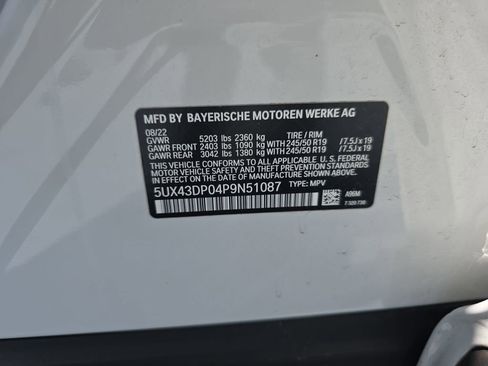 MFD BY BAYERISCHE MOTOREN WERKE AG
08/22
GVWR 5203 lbs 2360 kg TIRE / RIM
GAWR FRONT 2403 lbs 1090 kg WITH 245/50 R19 / 7.5J x 19
GAWR REAR 3042 lbs 1380 kg WITH 245/50 R19 / 7.5J x 19
THIS VEHICLE CONFORMS TO ALL APPLICABLE U. S. FEDERAL
MOTOR VEHICLE SAFETY, BUMPER, AND THEFT PREVENTION
STANDARDS IN EFFECT ON THE DATE OF MANUFACTURE SHOWN ABOVE.
5UX43DP04P9N51087 TYPE: MPV
A96M